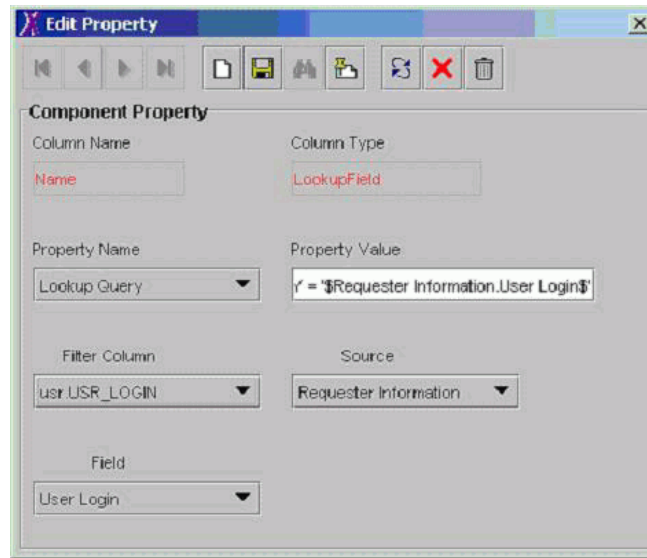 Edit Property
Component Property
Column Name Column Type
Name LookupField
Property Name Property Value
Lookup Query = '$Requester Information.User Login$'
Filter Column Source
usr.USR_LOGIN Requester Information
Field
User Login